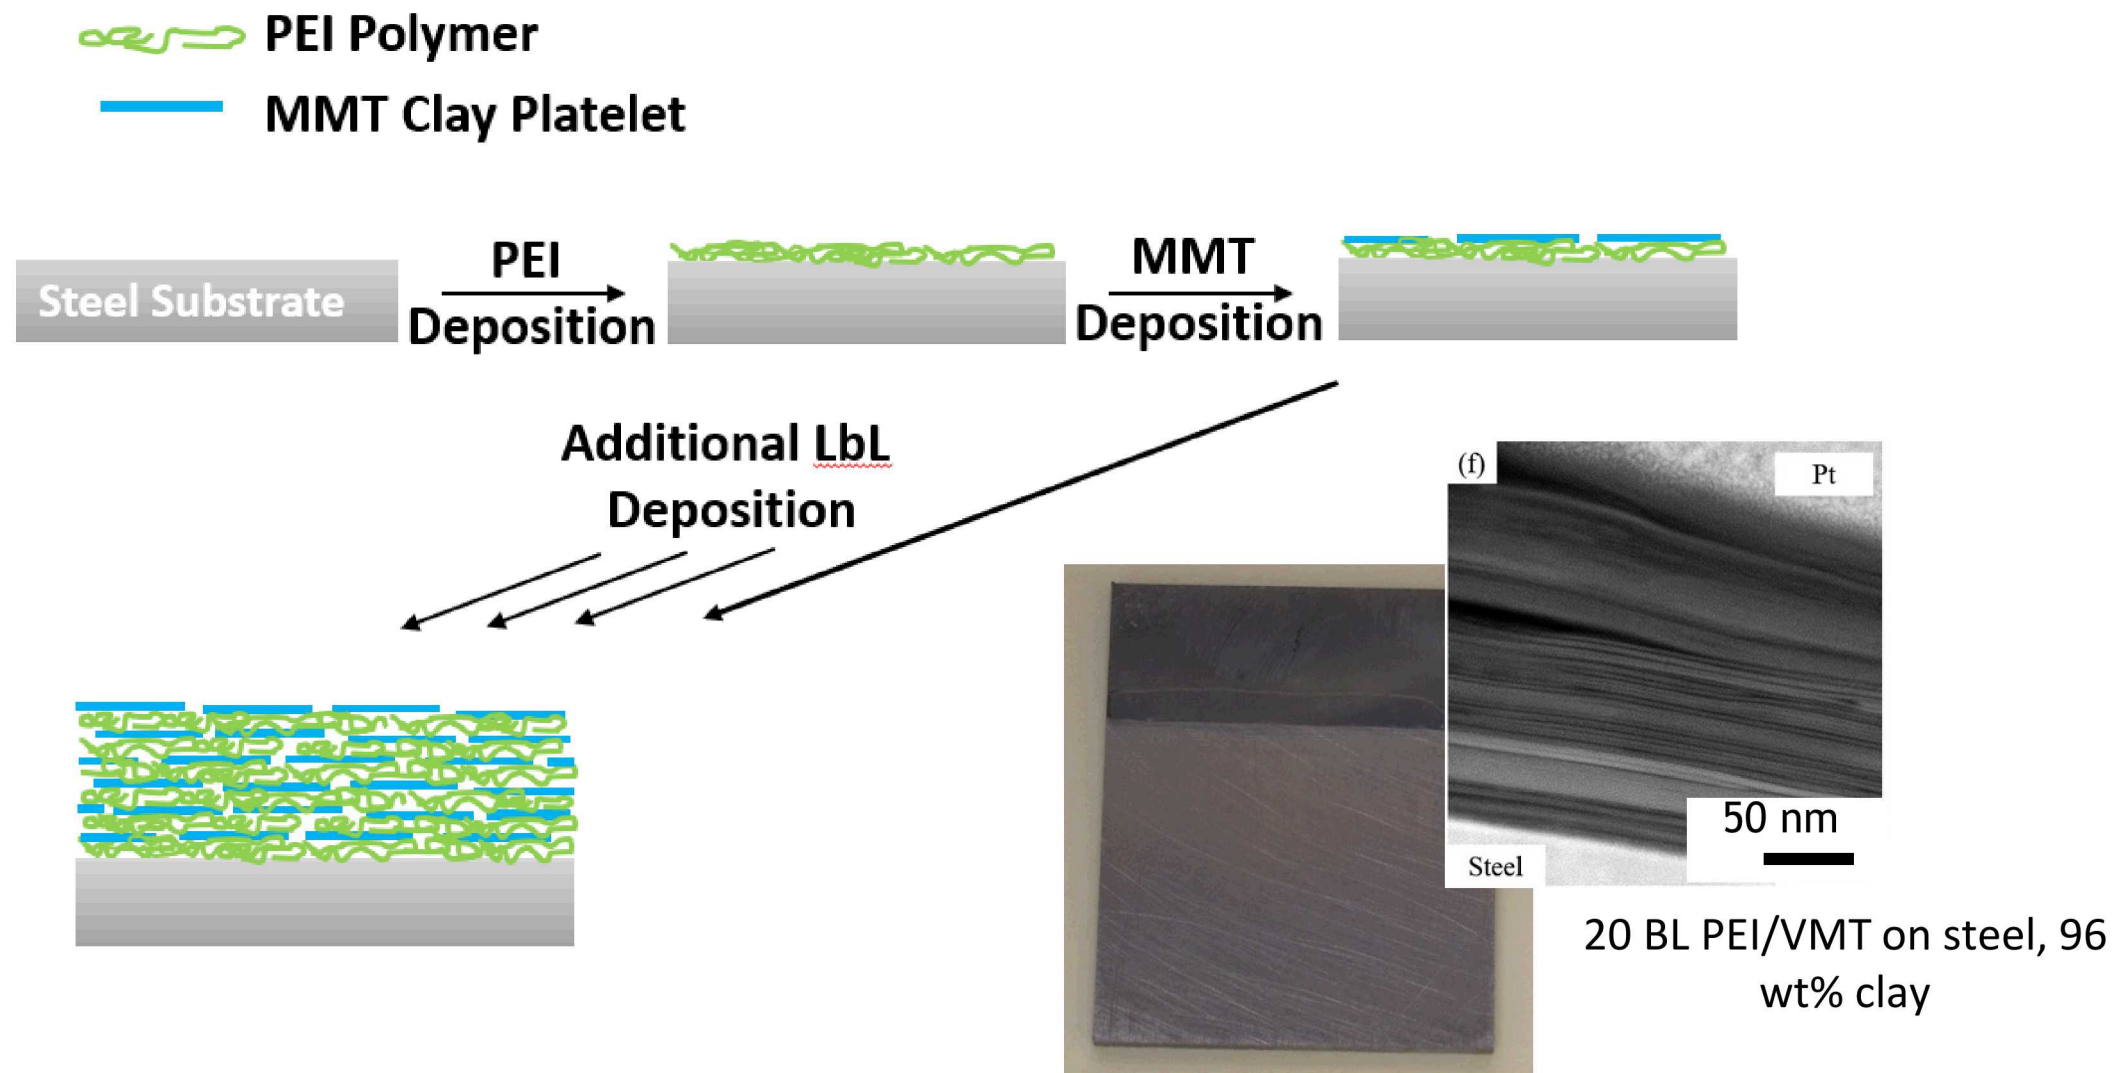 PEI Polymer
MMT Clay Platelet
Steel Substrate
PEI
Deposition
MMT
Deposition
Additional LbL
Deposition
(f)
Pt
50 nm
Steel
20 BL PEI/VMT on steel, 96
wt% clay